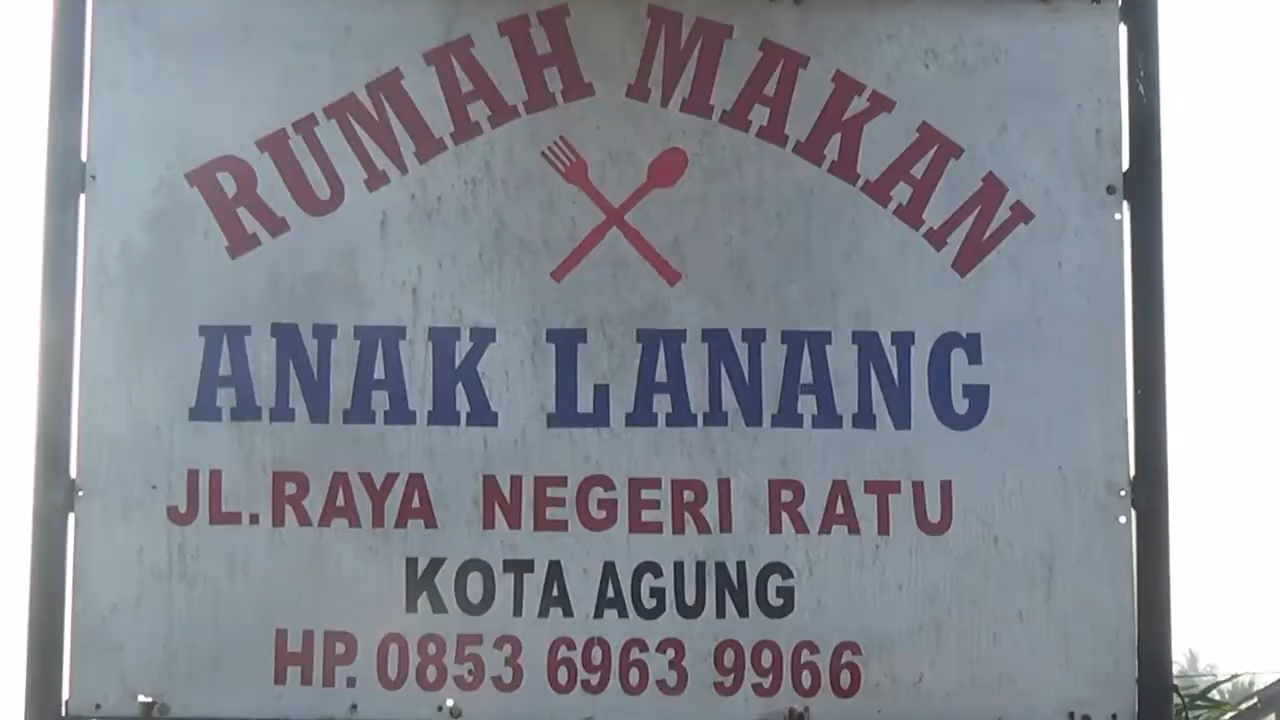 RUMAH MAKAN
ANAK LANANG
JL.RAYA NEGERI RATU
KOTA AGUNG
HP. 0853 6963 9966